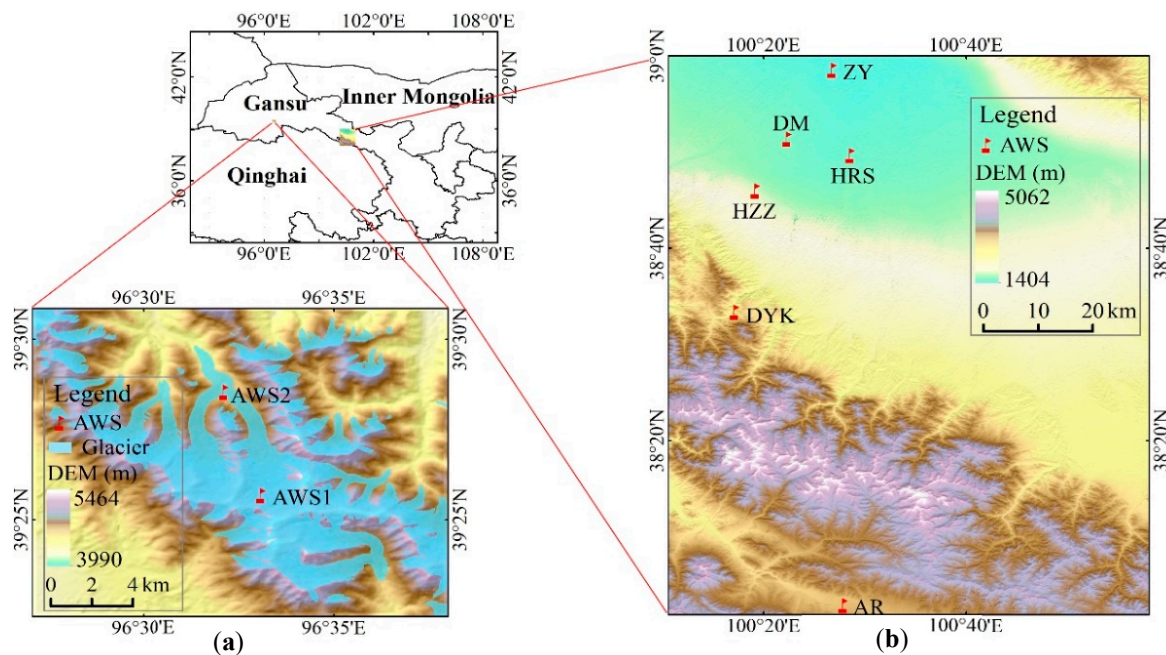 96°0'E 102°0'E 108°0'E
42°0'N
36°0'N
42°0'N
36°0'N
Gansu
Inner Mongolia
Qinghai
96°0'E 102°0'E 108°0'E
96°30'E 96°35'E
39°30'N
39°25'N
39°30'N
39°25'N
AWS2
AWS1
Legend
AWS
Glacier
DEM (m)
5464
3990
0 2 4 km
96°30'E 96°35'E
(a)
100°20'E 100°40'E
39°0'N
38°40'N
38°20'N
39°0'N
38°40'N
38°20'N
ZY
DM
HRS
HZZ
DYK
AR
Legend
AWS
DEM (m)
5062
1404
0 10 20 km
100°20'E 100°40'E
(b)